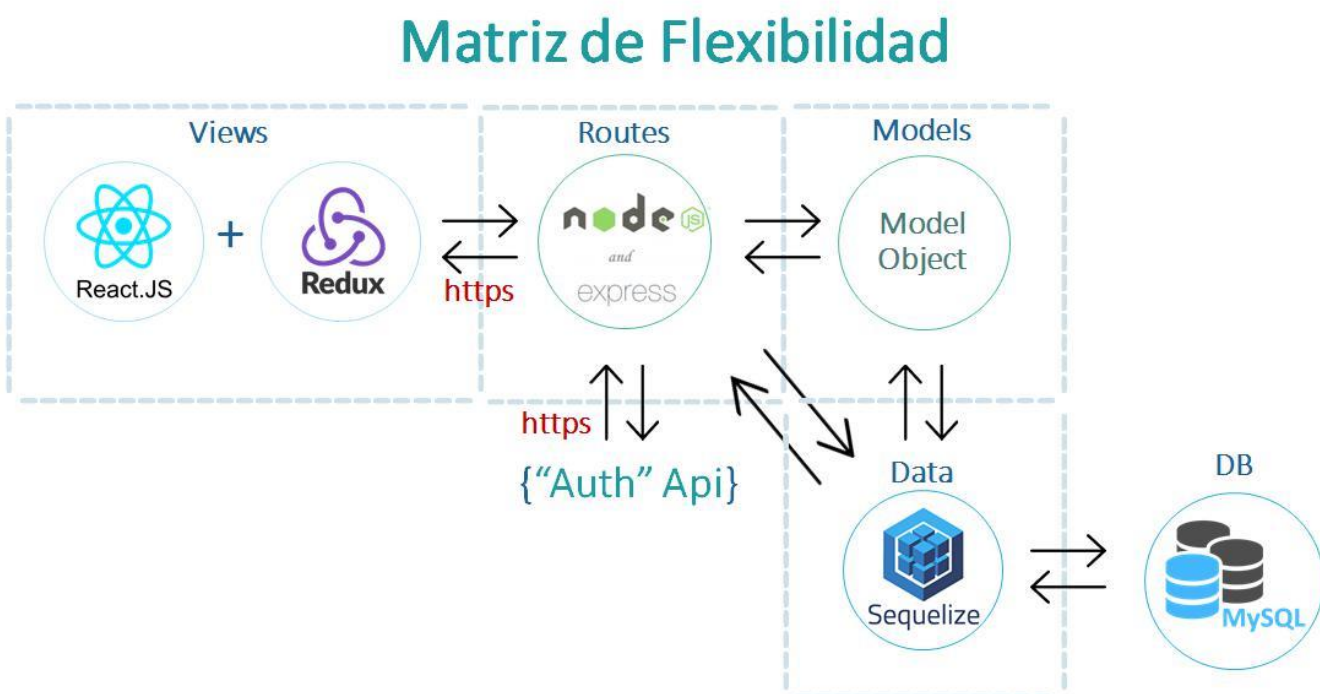 Matriz de Flexibilidad
Views
Routes
Models
React.JS
+
Redux
https
node JS
and
express
Model
Object
https
{“Auth” Api}
Data
Sequelize
DB
MySQL